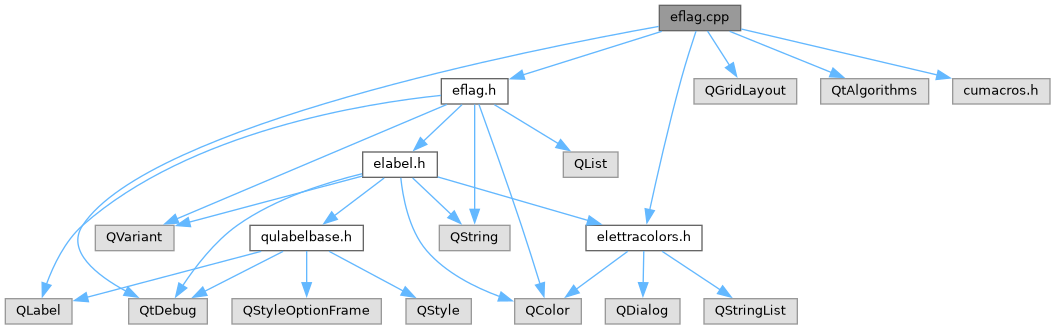 eflag.cpp
eflag.h
QGridLayout
QtAlgorithms
cumacros.h
elabel.h
QList
QVariant
qulabelbase.h
QString
elettracolors.h
QLabel
QtDebug
QStyleOptionFrame
QStyle
QColor
QDialog
QStringList